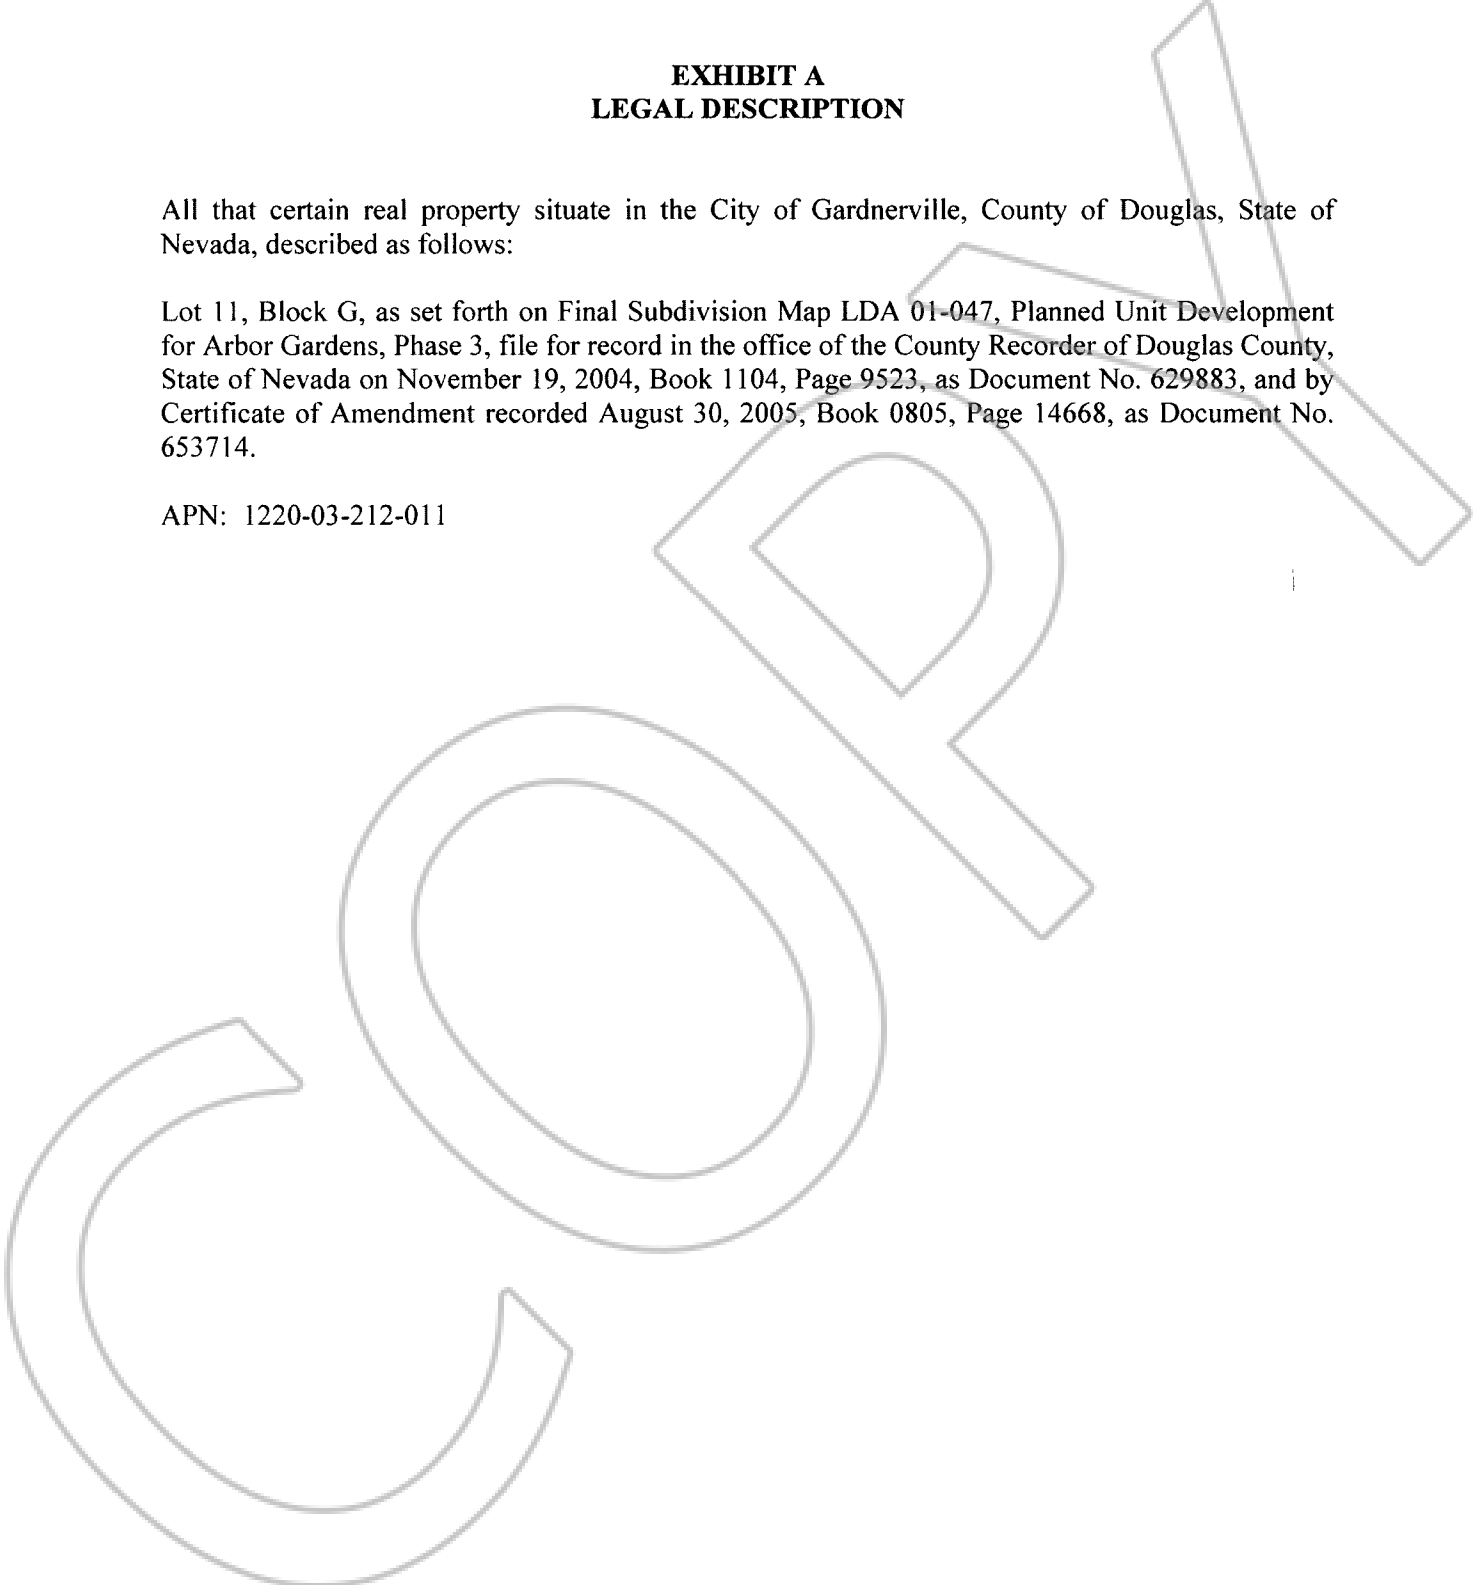 EXHIBIT A
LEGAL DESCRIPTION
All that certain real property situate in the City of Gardnerville, County of Douglas, State of
Nevada, described as follows:
Lot 11, Block G, as set forth on Final Subdivision Map LDA 01-047, Planned Unit Development
for Arbor Gardens, Phase 3, file for record in the office of the County Recorder of Douglas County,
State of Nevada on November 19, 2004, Book 1104, Page 9523, as Document No. 629883, and by
Certificate of Amendment recorded August 30, 2005, Book 0805, Page 14668, as Document No.
653714.
APN: 1220-03-212-011
COPY